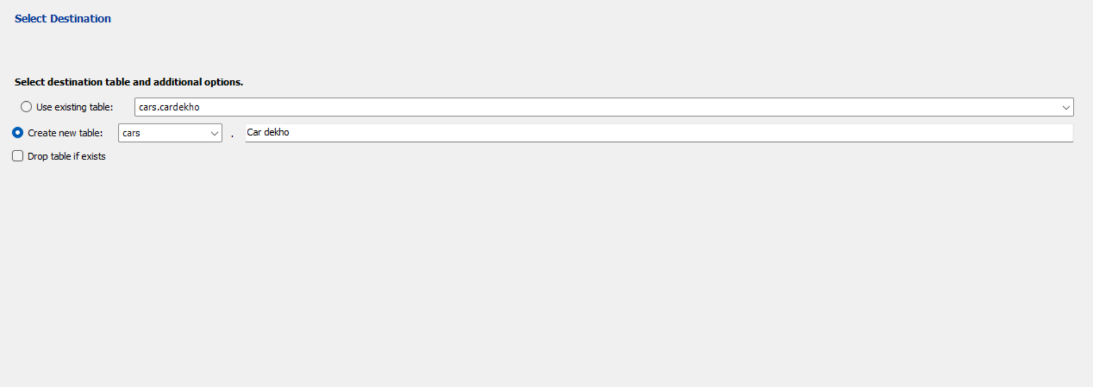 Select Destination
Select destination table and additional options.
Use existing table: cars.cardekho
Create new table: cars . Car dekho
Drop table if exists